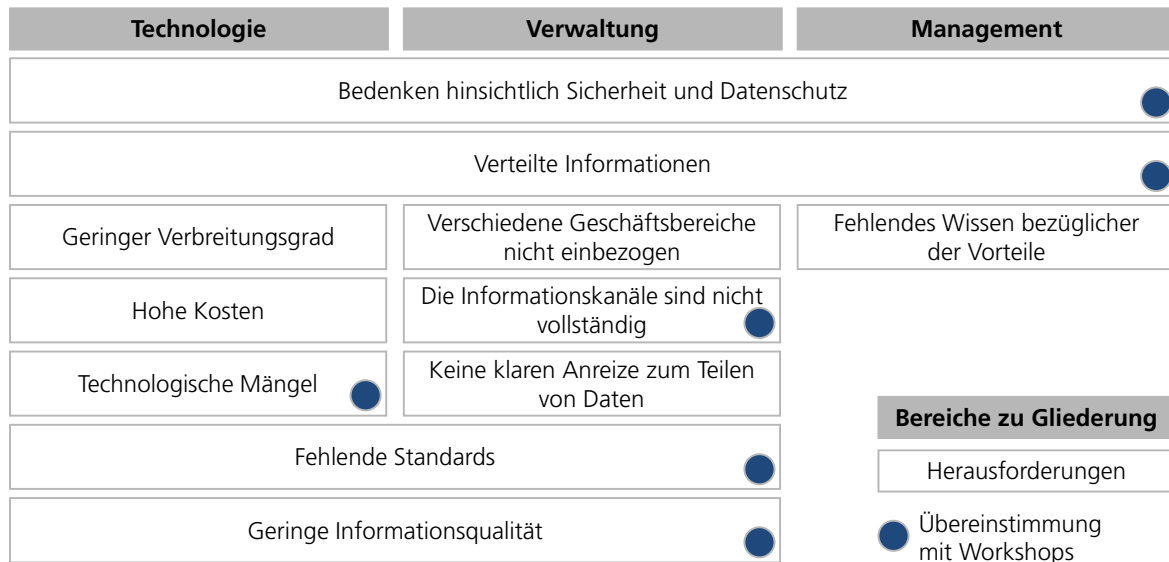 Technologie
Verwaltung
Management
Bedenken hinsichtlich Sicherheit und Datenschutz
Verteilte Informationen
Geringer Verbreitungsgrad
Verschiedene Geschäftsbereiche
nicht einbezogen
Fehlendes Wissen bezüglicher
der Vorteile
Hohe Kosten
Die Informationskanäle sind nicht
vollständig
Technologische Mängel
Keine klaren Anreize zum Teilen
von Daten
Fehlende Standards
Geringe Informationsqualität
Bereiche zu Gliederung
Herausforderungen
Übereinstimmung
mit Workshops